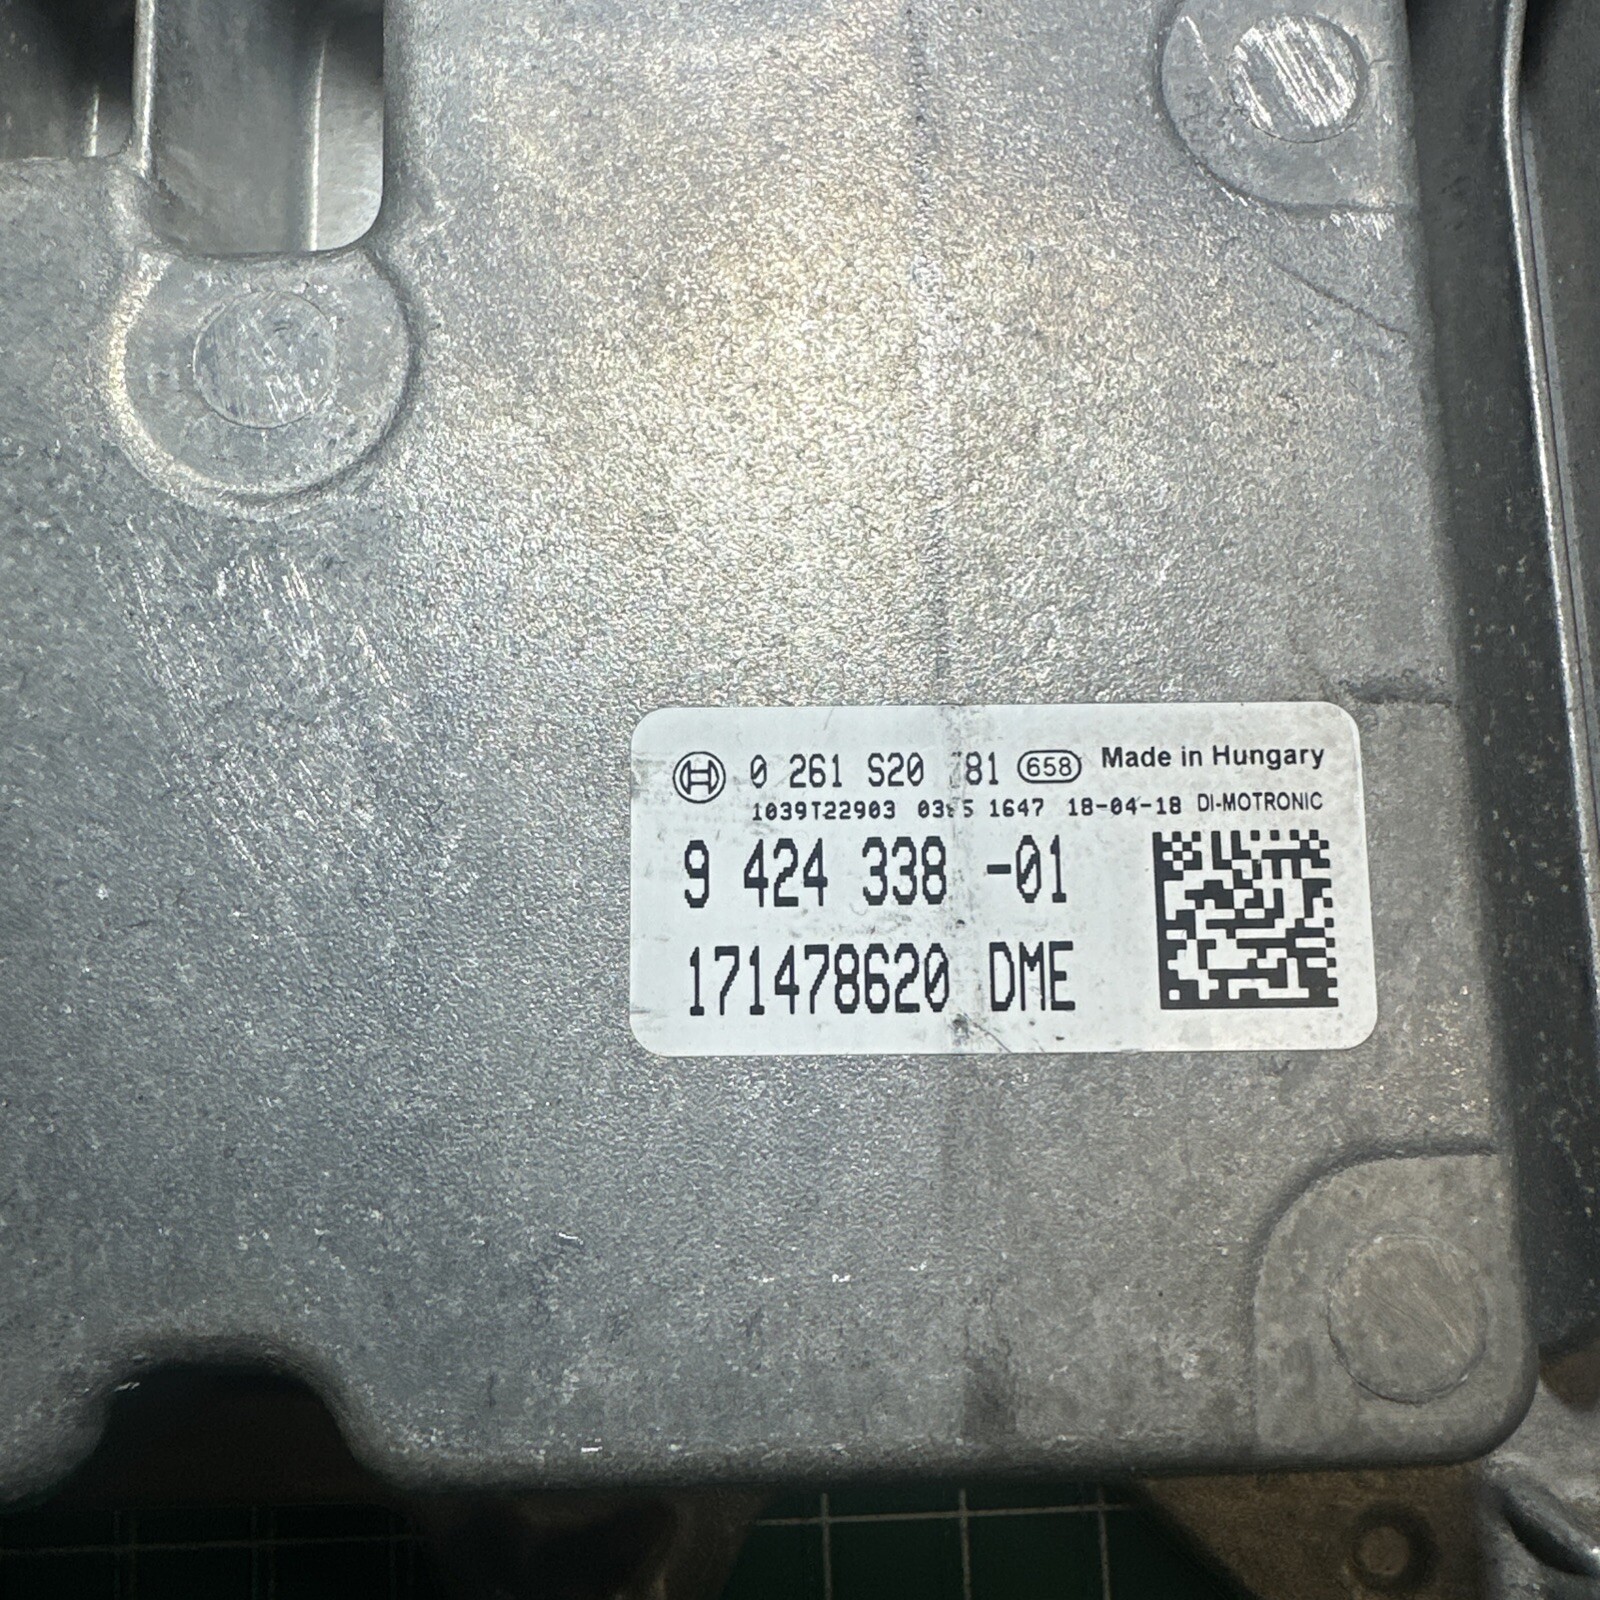 0 261 S20 81 658 Made in Hungary
1039T22903 1647 18-04-18 DI-MOTRONIC
9 424 338 -01
171478620 DME